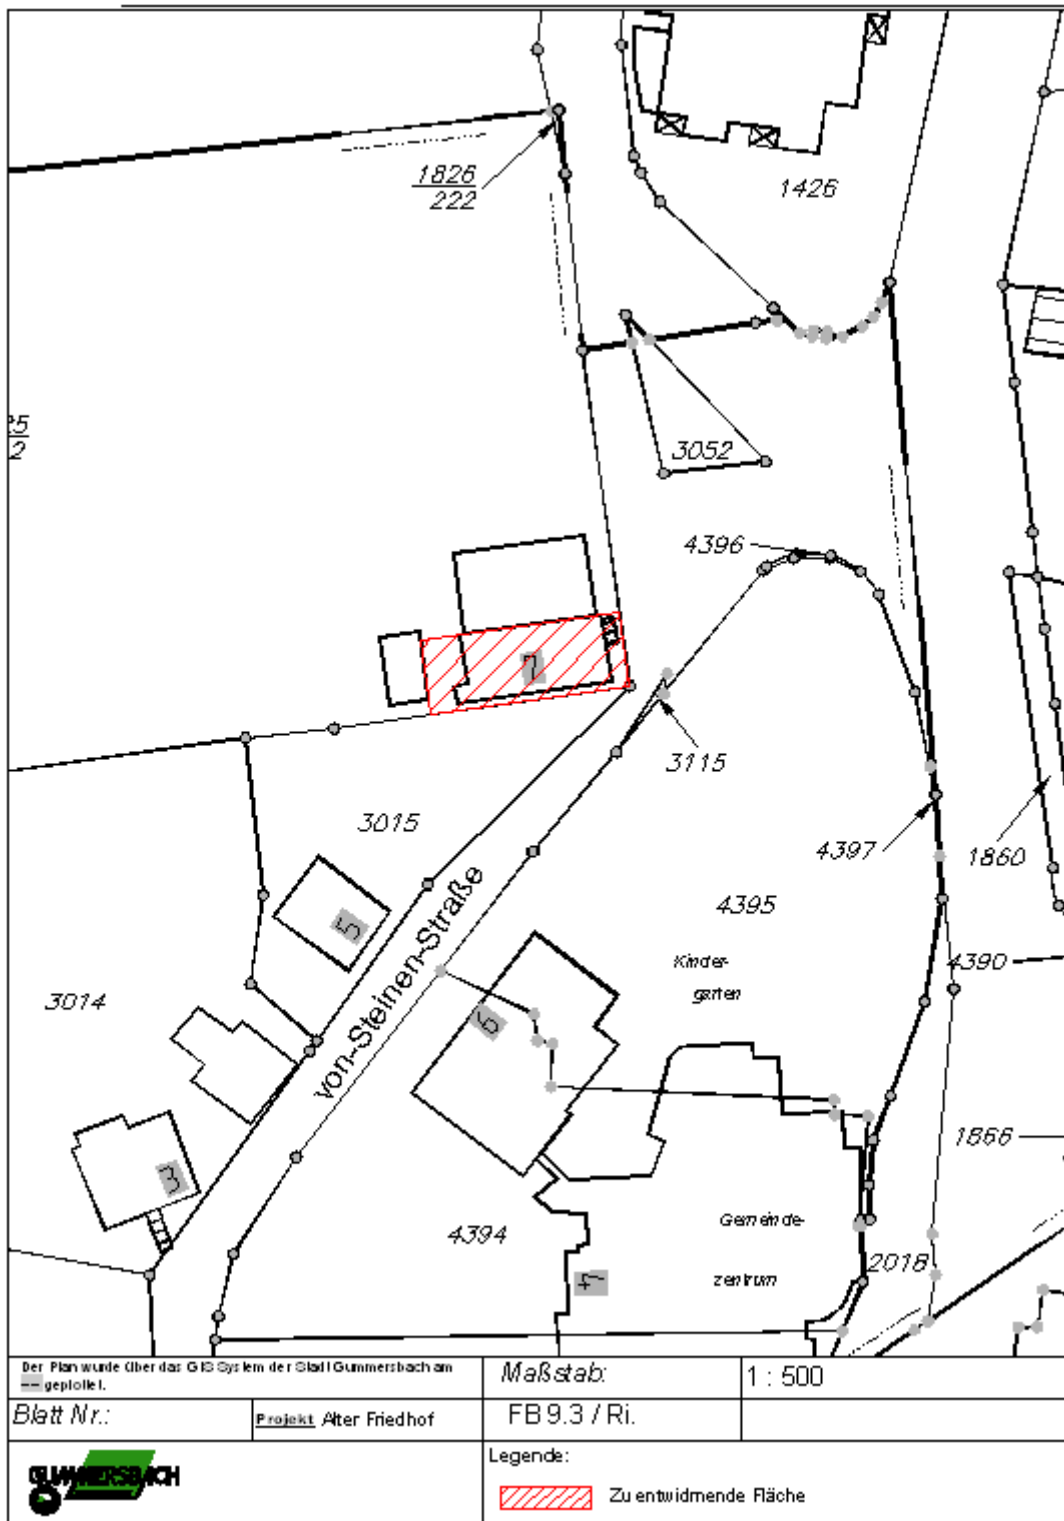 1826
222
1426
25
2
3052
4396
7
3115
3015
4397
1860
4395
5
von-Steinen-Straße
Kinder-
garten
4390
3014
6
1866
3
4394
Gemeinde-
zentrum
4
2018
Der Plan wurde über das GIS System der Stadt Gummersbach am
--- geplottet.
Maßstab:
1 : 500
Blatt Nr.:
Projekt Alter Friedhof
FB 9.3 / Ri.
GUMMERSBACH
Legende:
Zu entwidmende Fläche